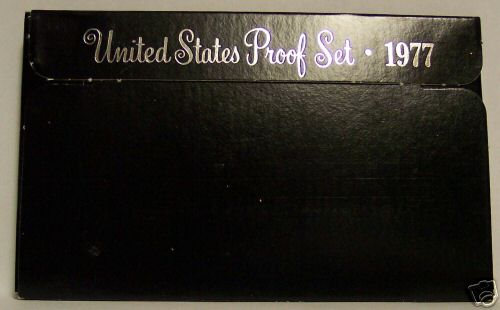 United States Proof Set · 1977